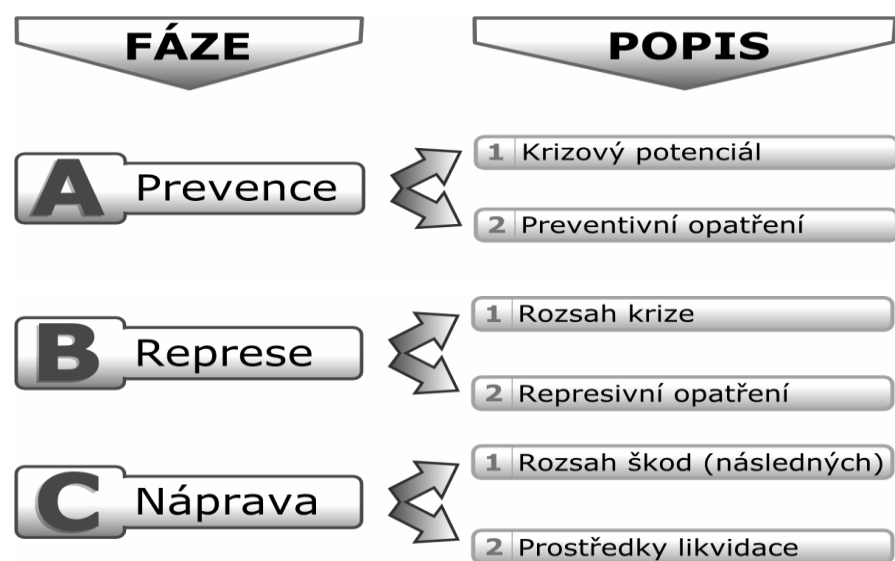 FÁZE
POPIS
A Prevence
1 Krizový potenciál
2 Preventivní opatření
B Represe
1 Rozsah krize
2 Represivní opatření
C Náprava
1 Rozsah škod (následných)
2 Prostředky likvidace